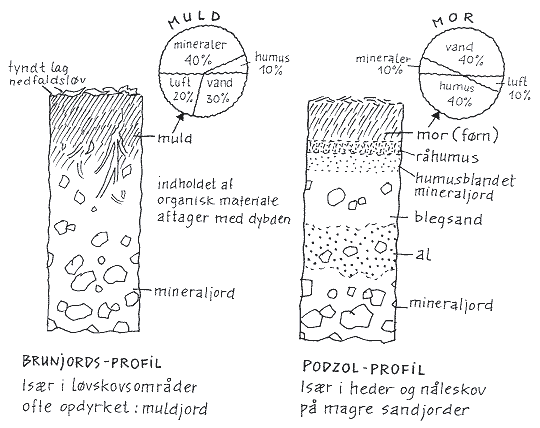 MULD
mineraler
40%
humus
10%
luft
20%
vand
30%
tyndt lag
nedfaldsløv
muld
indholdet af
organisk materiale
aftager med dybden
mineraljord
BRUNJORDS-PROFIL
Især i løvskovsområder
ofte opdyrket: muldjord
MOR
vand
40%
mineraler
10%
luft
10%
humus
40%
mor (førn)
råhumus
humusblandet
mineraljord
blegsand
al
mineraljord
PODZOL-PROFIL
Især i heder og nåleskov
på magre sandjorder